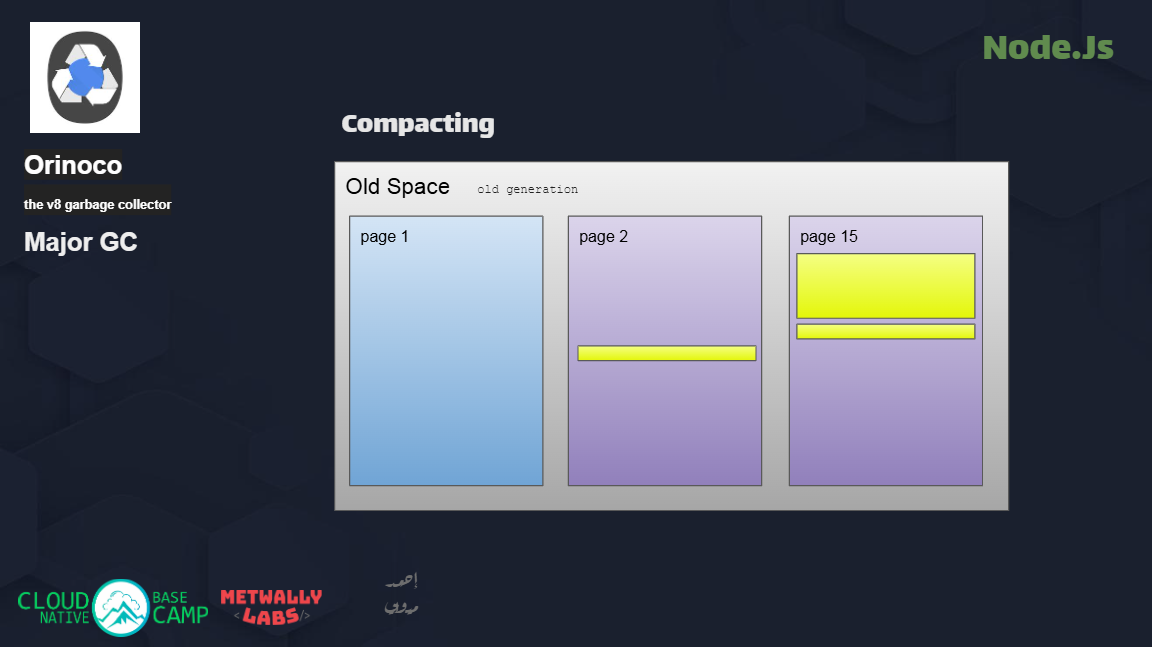 Node.Js
Orinoco
the v8 garbage collector
Major GC
Compacting
Old Space old generation
page 1
page 2
page 15
CLOUD NATIVE BASE CAMP
METWALLY
<LABS/>
أحمد